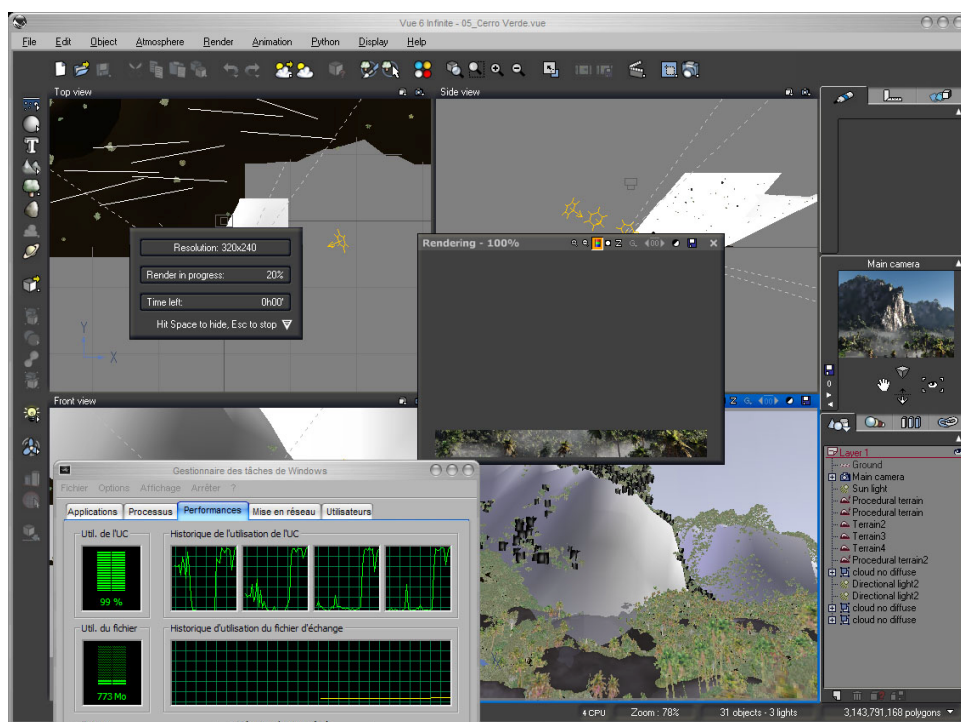 Vue 6 Infinite - 05_Cerro Verde.vue
File Edit Object Atmosphere Render Animation Python Display Help
Top view
Side view
Resolution: 320x240
Render in progress: 20%
Time left: 0h00'
Hit Space to hide, Esc to stop
Y
X
Rendering - 100%
Main camera
0
Front view
Layer 1
Ground
Main camera
Sun light
Procedural terrain
Procedural terrain
Terrain2
Terrain3
Terrain4
Procedural terrain2
cloud no diffuse
Directional light2
Directional light2
cloud no diffuse
cloud no diffuse
Gestionnaire des tâches de Windows
Fichier Options Affichage Arrêter ?
Applications Processus Performances Mise en réseau Utilisateurs
Util. de l'UC
Historique de l'utilisation de l'UC
99 %
Util. du fichier
Historique d'utilisation du fichier d'échange
773 Mo
4 CPU Zoom : 78% 31 objects - 3 lights 3,143,791,168 polygons